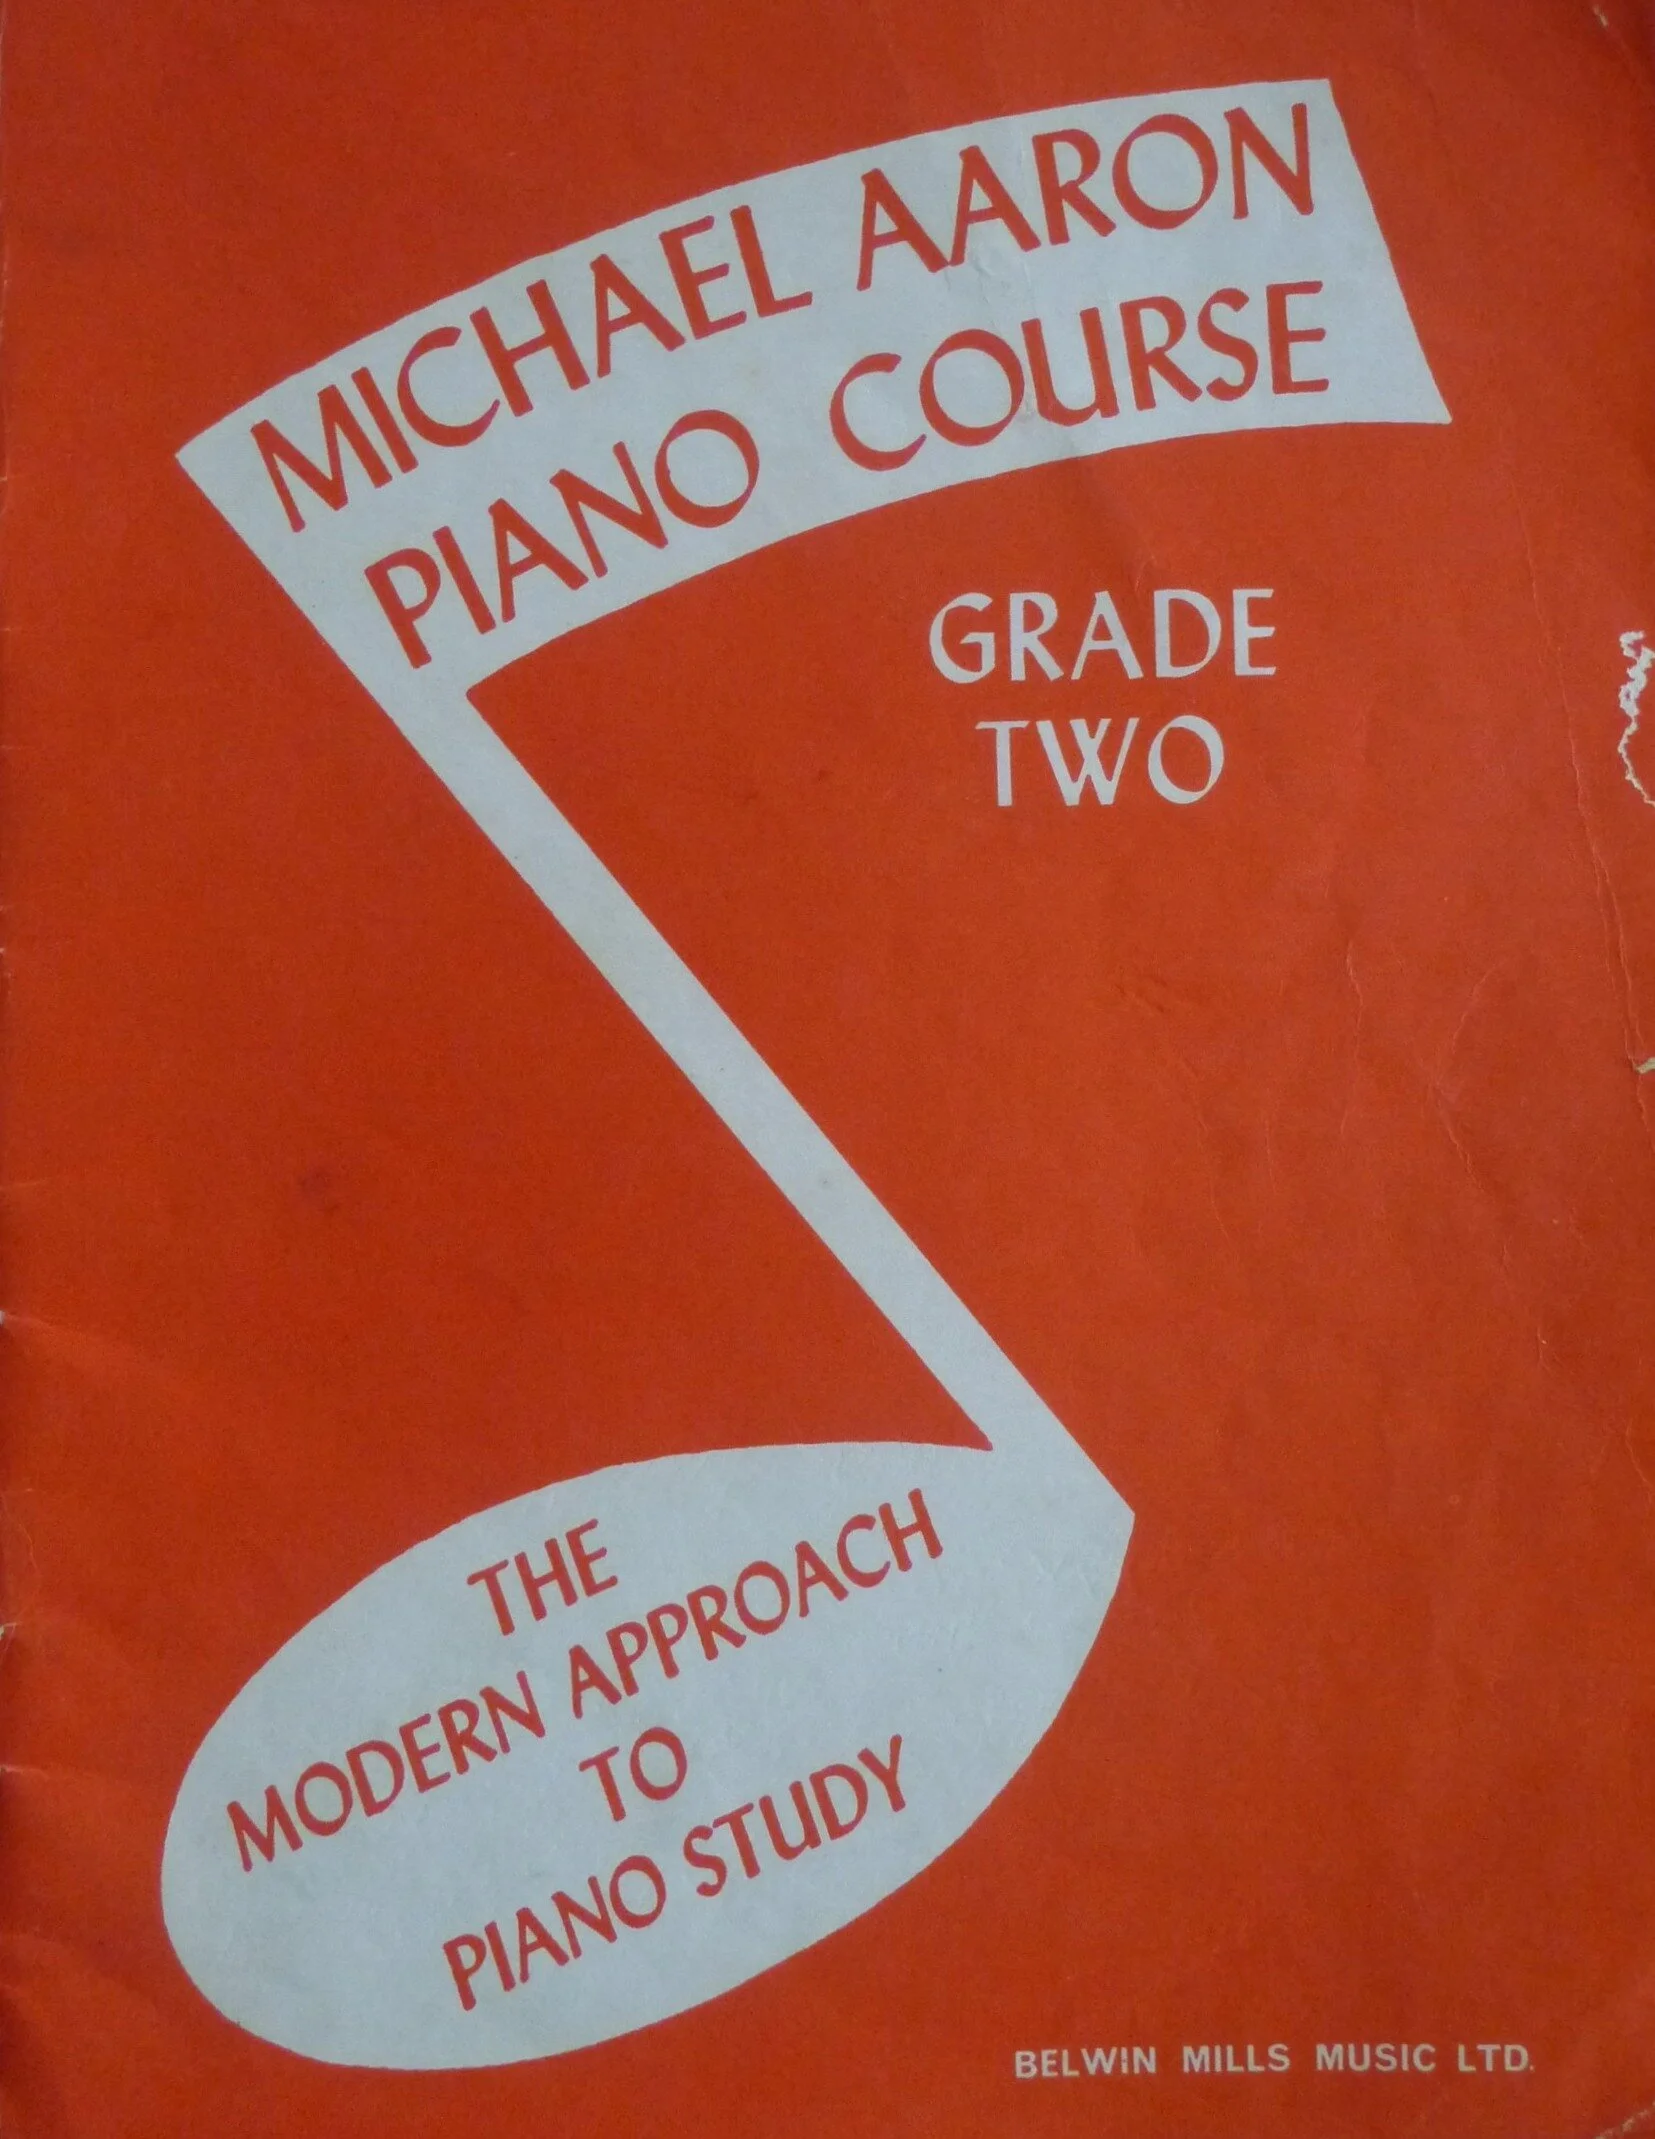 MICHAEL AARON
PIANO COURSE
GRADE
TWO
THE
MODERN APPROACH
TO
PIANO STUDY
BELWIN MILLS MUSIC LTD.